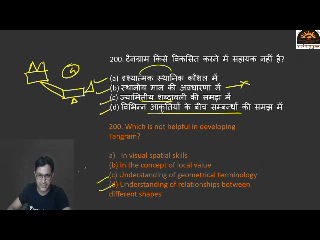 200. टैनग्राम किसे विकसित करने में सहायक नहीं है?
(a) दृश्यात्मक स्थानिक कौशल में
(b) स्थानीय मान की अवधारणा में
(c) ज्यामितीय शब्दावली की समझ में
(d) विभिन्न आकृतियों के बीच सम्बन्धों की समझ में
200. Which is not helpful in developing
Tangram?
a) In visual spatial skills
(b) In the concept of local value
(c) Understanding of geometrical terminology
(d) Understanding of relationships between
different shapes